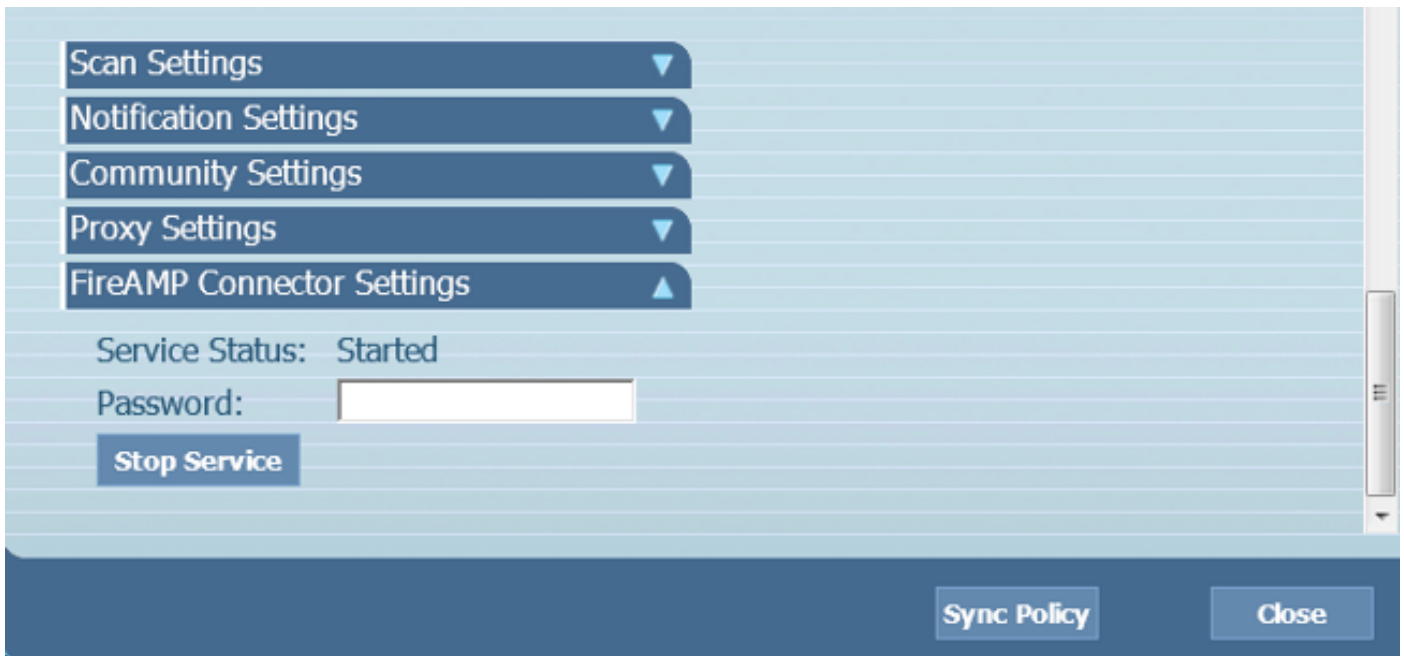 Scan Settings
Notification Settings
Community Settings
Proxy Settings
FireAMP Connector Settings
Service Status: Started
Password:
Stop Service
Sync Policy Close